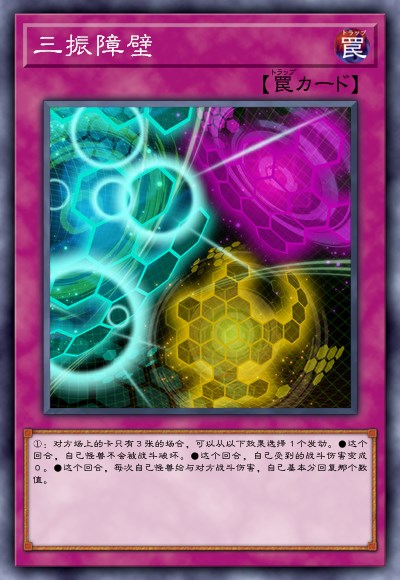 三振障壁
トラップ
罠
トラップ
【罠カード】
①：对方场上的卡只有3张的场合，可以从以下效果选择1个发动。●这个
回合，自己怪兽不会被战斗破坏。●这个回合，自己受到的战斗伤害变成
0。●这个回合，每次自己怪兽给与对方战斗伤害，自己基本分回复那个数
值。